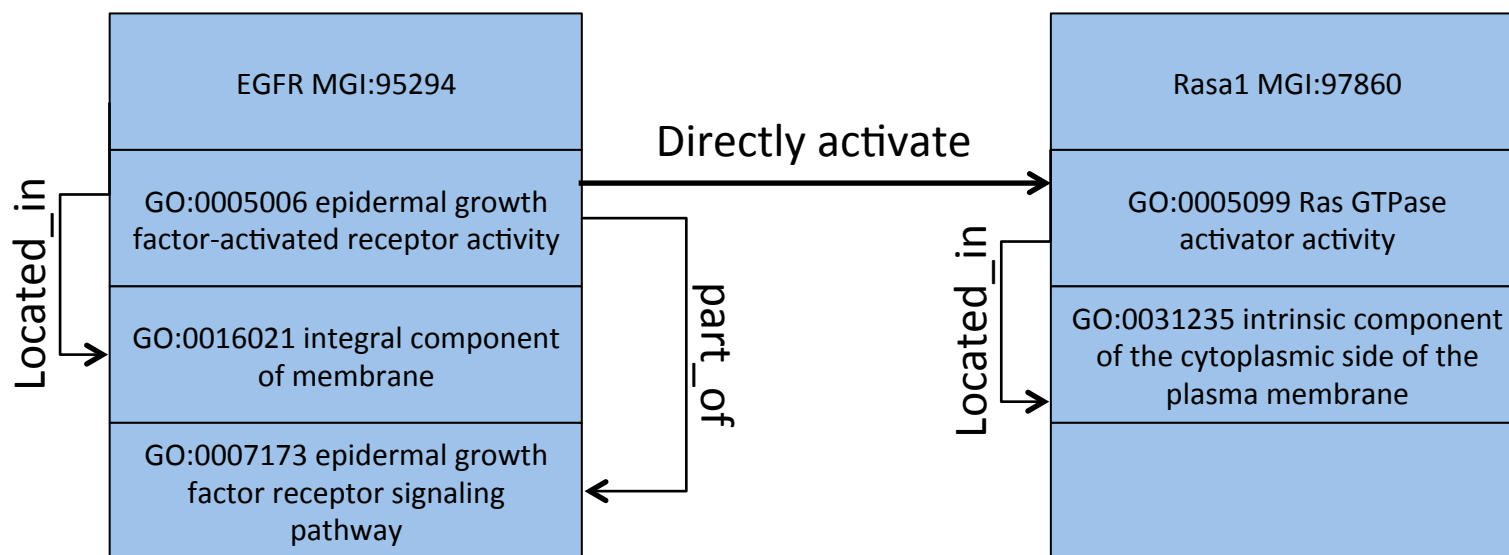 EGFR MGI:95294
GO:0005006 epidermal growth
factor-activated receptor activity
GO:0016021 integral component
of membrane
GO:0007173 epidermal growth
factor receptor signaling
pathway
Located_in
part_of
Directly activate
Rasa1 MGI:97860
GO:0005099 Ras GTPase
activator activity
GO:0031235 intrinsic component
of the cytoplasmic side of the
plasma membrane
Located_in